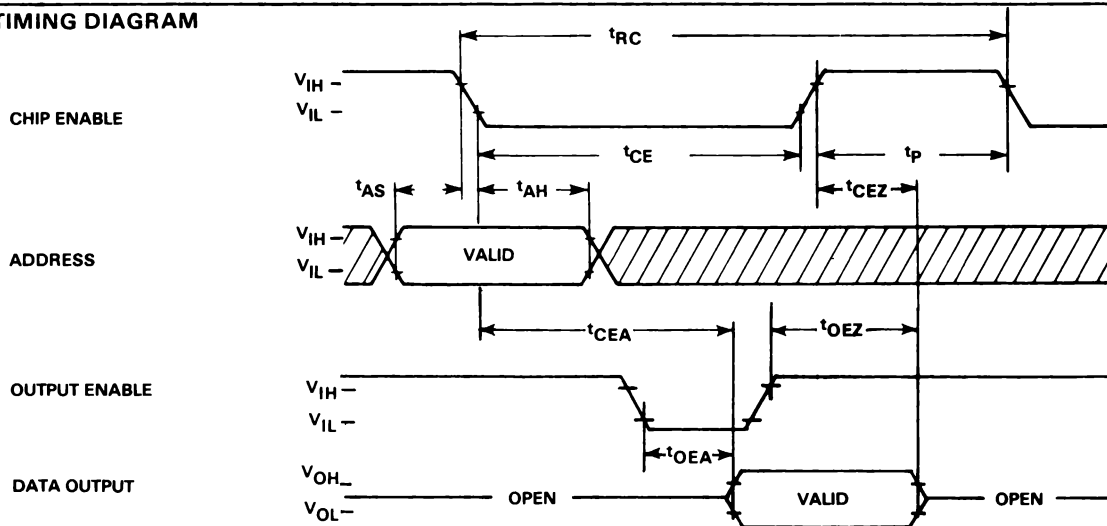 TIMING DIAGRAM
tRC
VIH
VIL
CHIP ENABLE
tCE
tP
tAS
tAH
tCEZ
VIH
VIL
ADDRESS
VALID
tCEA
tOEZ
OUTPUT ENABLE
VIH
VIL
tOEA
DATA OUTPUT
VOH
VOL
OPEN
VALID
OPEN